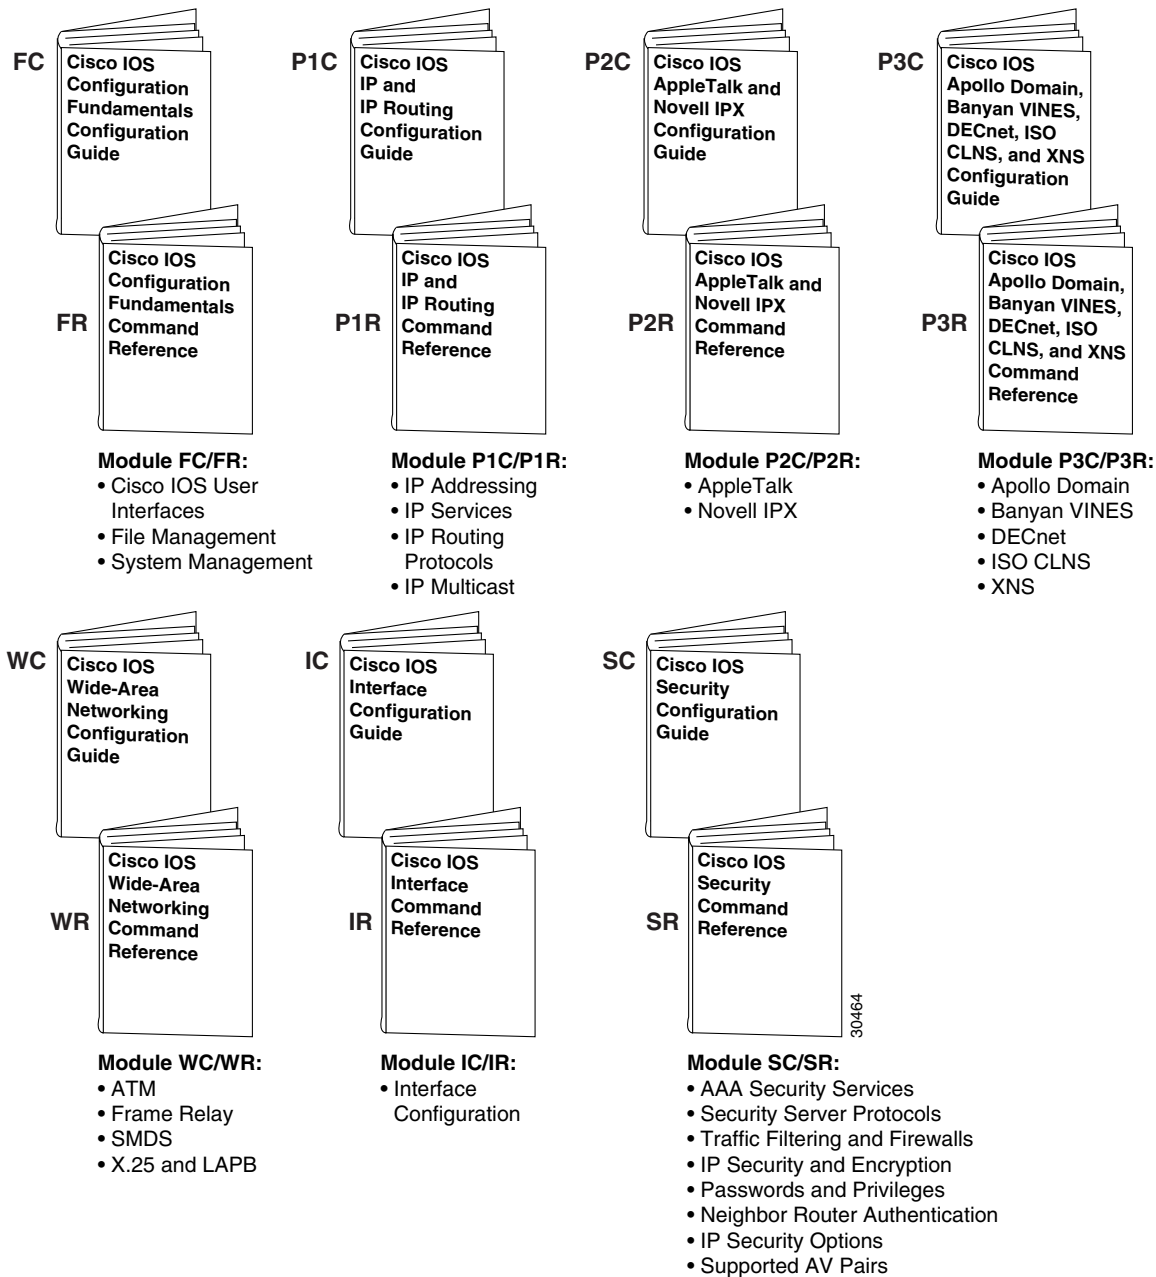 FC
Cisco IOS
Configuration
Fundamentals
Configuration
Guide
FR
Cisco IOS
Configuration
Fundamentals
Command
Reference
Module FC/FR:
• Cisco IOS User
Interfaces
• File Management
• System Management
P1C
Cisco IOS
IP and
IP Routing
Configuration
Guide
P1R
Cisco IOS
IP and
IP Routing
Command
Reference
Module P1C/P1R:
• IP Addressing
• IP Services
• IP Routing
Protocols
• IP Multicast
P2C
Cisco IOS
AppleTalk and
Novell IPX
Configuration
Guide
P2R
Cisco IOS
AppleTalk and
Novell IPX
Command
Reference
Module P2C/P2R:
• AppleTalk
• Novell IPX
P3C
Cisco IOS
Apollo Domain,
Banyan VINES,
DECnet, ISO
CLNS, and XNS
Configuration
Guide
P3R
Cisco IOS
Apollo Domain,
Banyan VINES,
DECnet, ISO
CLNS, and XNS
Command
Reference
Module P3C/P3R:
• Apollo Domain
• Banyan VINES
• DECnet
• ISO CLNS
• XNS
WC
Cisco IOS
Wide-Area
Networking
Configuration
Guide
WR
Cisco IOS
Wide-Area
Networking
Command
Reference
Module WC/WR:
• ATM
• Frame Relay
• SMDS
• X.25 and LAPB
IC
Cisco IOS
Interface
Configuration
Guide
IR
Cisco IOS
Interface
Command
Reference
Module IC/IR:
• Interface
Configuration
SC
Cisco IOS
Security
Configuration
Guide
SR
Cisco IOS
Security
Command
Reference
30464
Module SC/SR:
• AAA Security Services
• Security Server Protocols
• Traffic Filtering and Firewalls
• IP Security and Encryption
• Passwords and Privileges
• Neighbor Router Authentication
• IP Security Options
• Supported AV Pairs